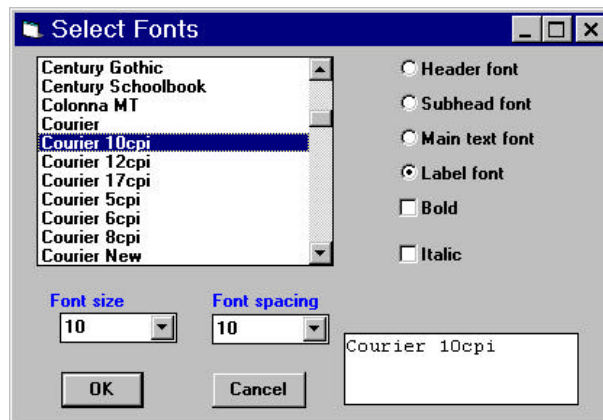 Select Fonts
Century Gothic
Century Schoolbook
Colonna MT
Courier
Courier 10cpi
Courier 12cpi
Courier 17cpi
Courier 5cpi
Courier 6cpi
Courier 8cpi
Courier New
Header font
Subhead font
Main text font
Label font
Bold
Italic
Font size
10
Font spacing
10
Courier 10cpi
OK
Cancel